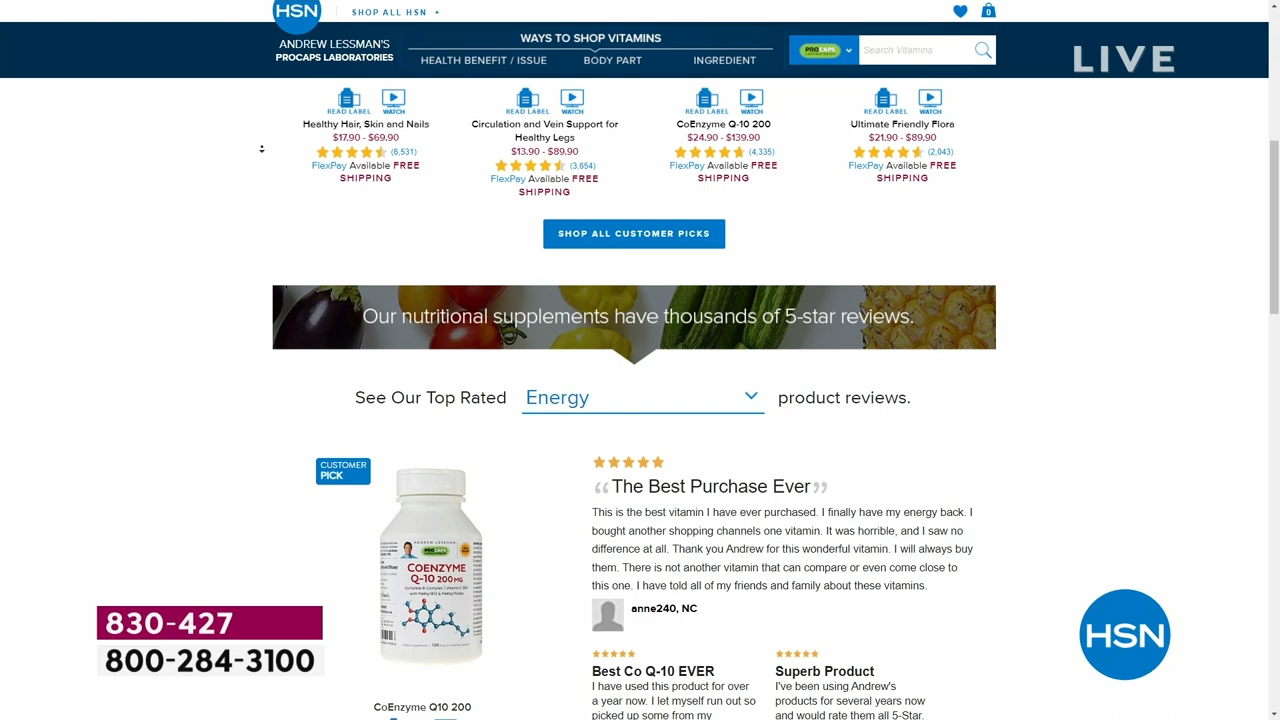 HSN
SHOP ALL HSN +
0
ANDREW LESSMAN'S
PROCAPS LABORATORIES
WAYS TO SHOP VITAMINS
HEALTH BENEFIT / ISSUE
BODY PART
INGREDIENT
PROCAPS
Search Vitamins
LIVE
READ LABEL WATCH
READ LABEL WATCH
READ LABEL WATCH
READ LABEL WATCH
Healthy Hair, Skin and Nails
$17.90 - $69.90
(6,531)
FlexPay Available FREE
SHIPPING
Circulation and Vein Support for
Healthy Legs
$13.90 - $89.90
(3,654)
FlexPay Available FREE
SHIPPING
CoEnzyme Q-10 200
$24.90 - $139.90
(4,335)
FlexPay Available FREE
SHIPPING
Ultimate Friendly Flora
$21.90 - $89.90
(2,043)
FlexPay Available FREE
SHIPPING
SHOP ALL CUSTOMER PICKS
Our nutritional supplements have thousands of 5-star reviews.
See Our Top Rated Energy product reviews.
CUSTOMER
PICK
ANDREW LESSMAN
PROCAPS
COENZYME
Q-10 200 MG
CoEnzyme Q10 200
“The Best Purchase Ever”
This is the best vitamin I have ever purchased. I finally have my energy back. I
bought another shopping channels one vitamin. It was horrible, and I saw no
difference at all. Thank you Andrew for this wonderful vitamin. I will always buy
them. There is not another vitamin that can compare or even come close to
this one. I have told all of my friends and family about these vitamins.
anne240, NC
Best Co Q-10 EVER
I have used this product for over
a year now. I let myself run out so
picked up some from my
Superb Product
I've been using Andrew's
products for several years now
and would rate them all 5-Star.
830-427
800-284-3100
HSN